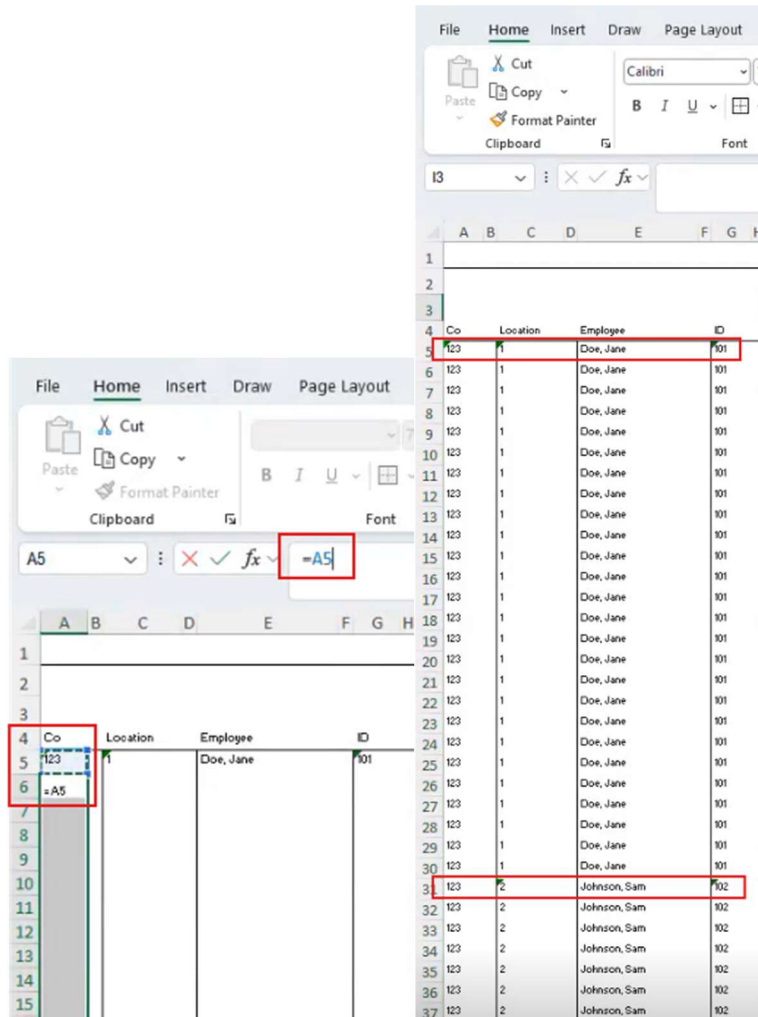 File Home Insert Draw Page Layout
Cut
Calibri
Paste
Copy
B I U
Format Painter
Clipboard
Font
I3
fx
A B C D E F G H
1
2
3
4 Co Location Employee ID
5 123 1 Doe, Jane 101
6 123 1 Doe, Jane 101
7 123 1 Doe, Jane 101
8 123 1 Doe, Jane 101
9 123 1 Doe, Jane 101
10 123 1 Doe, Jane 101
11 123 1 Doe, Jane 101
12 123 1 Doe, Jane 101
13 123 1 Doe, Jane 101
14 123 1 Doe, Jane 101
15 123 1 Doe, Jane 101
16 123 1 Doe, Jane 101
17 123 1 Doe, Jane 101
18 123 1 Doe, Jane 101
19 123 1 Doe, Jane 101
20 123 1 Doe, Jane 101
21 123 1 Doe, Jane 101
22 123 1 Doe, Jane 101
23 123 1 Doe, Jane 101
24 123 1 Doe, Jane 101
25 123 1 Doe, Jane 101
26 123 1 Doe, Jane 101
27 123 1 Doe, Jane 101
28 123 1 Doe, Jane 101
29 123 1 Doe, Jane 101
30 123 1 Doe, Jane 101
31 123 2 Johnson, Sam 102
32 123 2 Johnson, Sam 102
33 123 2 Johnson, Sam 102
34 123 2 Johnson, Sam 102
35 123 2 Johnson, Sam 102
36 123 2 Johnson, Sam 102
37 123 2 Johnson, Sam 102
File Home Insert Draw Page Layout
Cut
Paste
Copy
7
B I U
Format Painter
Clipboard
Font
A5
fx
=A5
A B C D E F G H
1
2
3
4 Co Location Employee ID
5 123 1 Doe, Jane 101
6 =A5
7
8
9
10
11
12
13
14
15